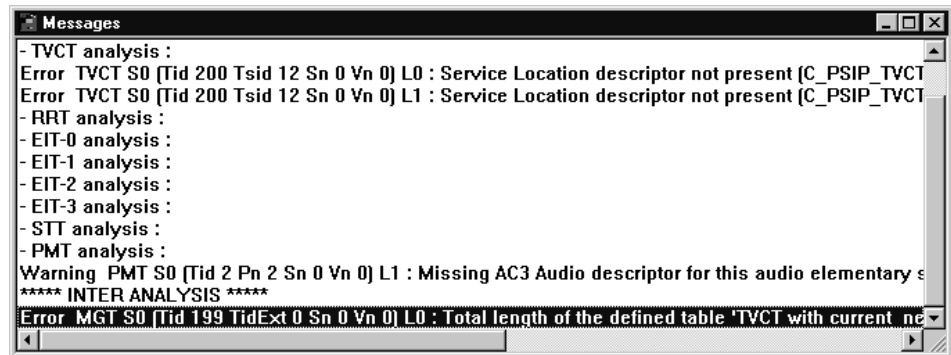 Messages
- TVCT analysis :
Error TVCT S0 (Tid 200 Tsid 12 Sn 0 Vn 0) L0 : Service Location descriptor not present (C_PSIP_TVCT
Error TVCT S0 (Tid 200 Tsid 12 Sn 0 Vn 0) L1 : Service Location descriptor not present (C_PSIP_TVCT
- RRT analysis :
- EIT-0 analysis :
- EIT-1 analysis :
- EIT-2 analysis :
- EIT-3 analysis :
- STT analysis :
- PMT analysis :
Warning PMT S0 (Tid 2 Pn 2 Sn 0 Vn 0) L1 : Missing AC3 Audio descriptor for this audio elementary s
***** INTER ANALYSIS *****
Error MGT S0 (Tid 199 TidExt 0 Sn 0 Vn 0) L0 : Total length of the defined table 'TVCT with current_ne